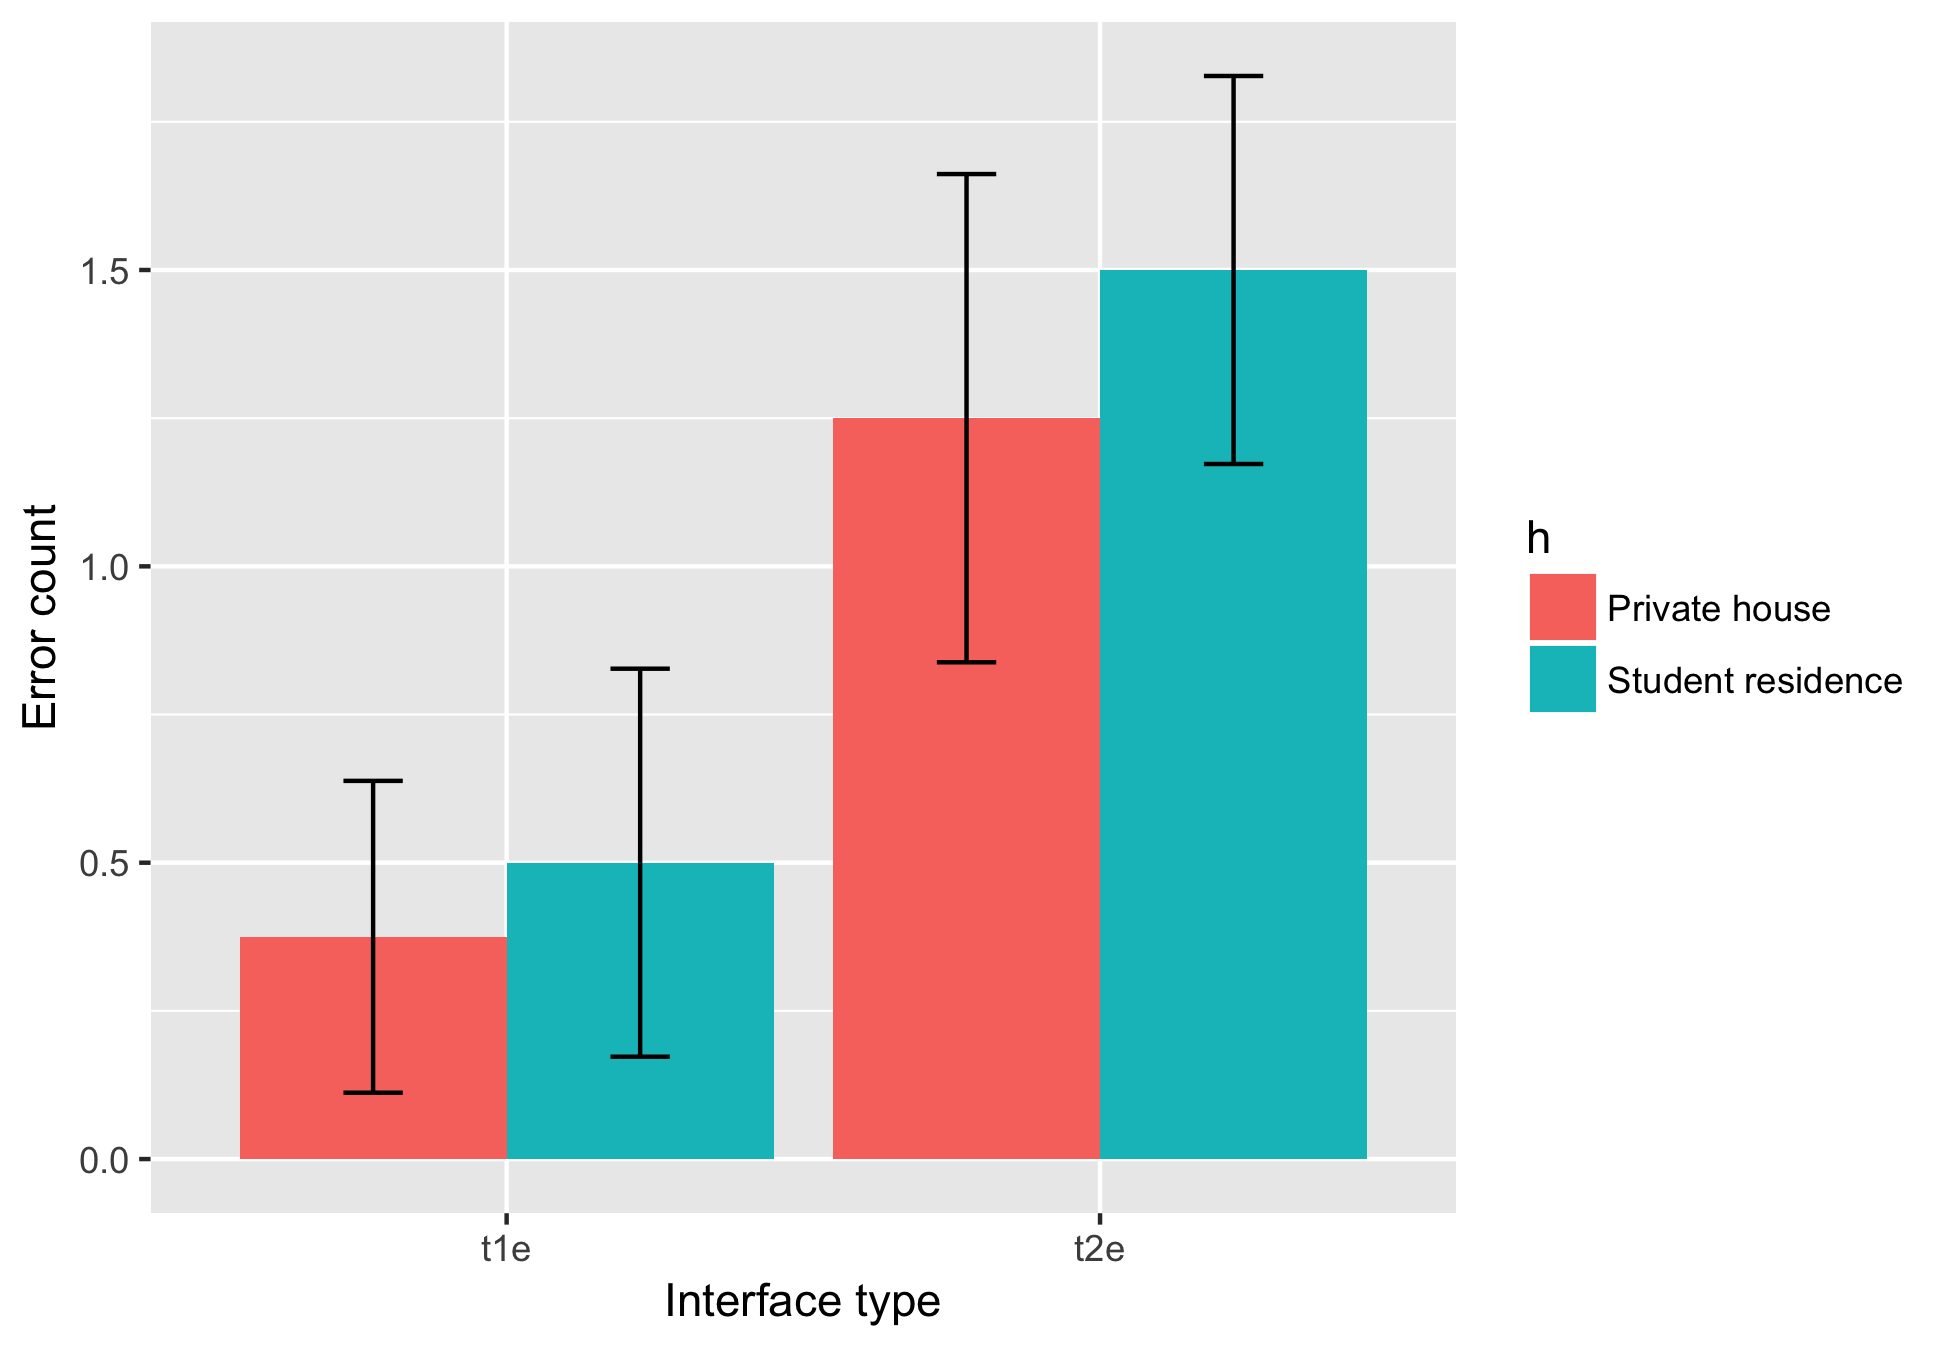 Error count
1.5
1.0
0.5
0.0
t1e
t2e
Interface type
h
Private house
Student residence